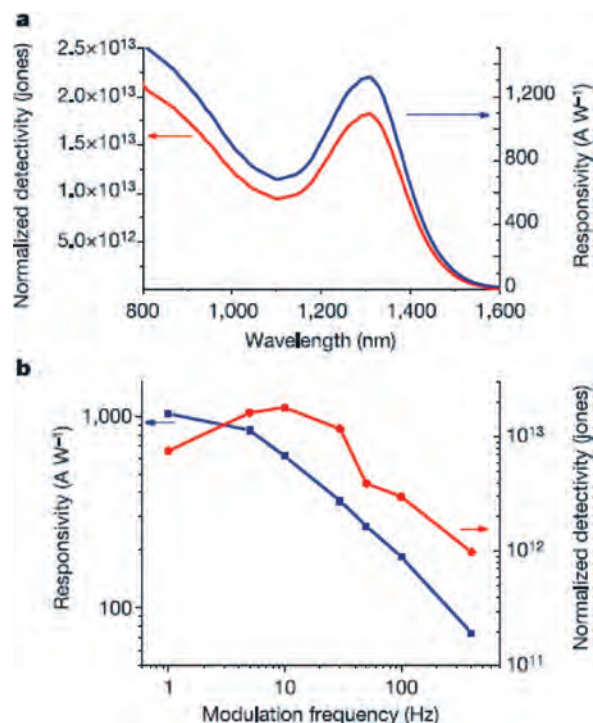 a
Normalized detectivity (jones)
2.5×10¹³
2.0×10¹³
1.5×10¹³
1.0×10¹³
5.0×10¹²
1,200
800
400
0
Responsivity (A W⁻¹)
800
1,000
1,200
1,400
1,600
Wavelength (nm)
b
Responsivity (A W⁻¹)
1,000
100
10¹³
10¹²
10¹¹
Normalized detectivity (jones)
1
10
100
Modulation frequency (Hz)